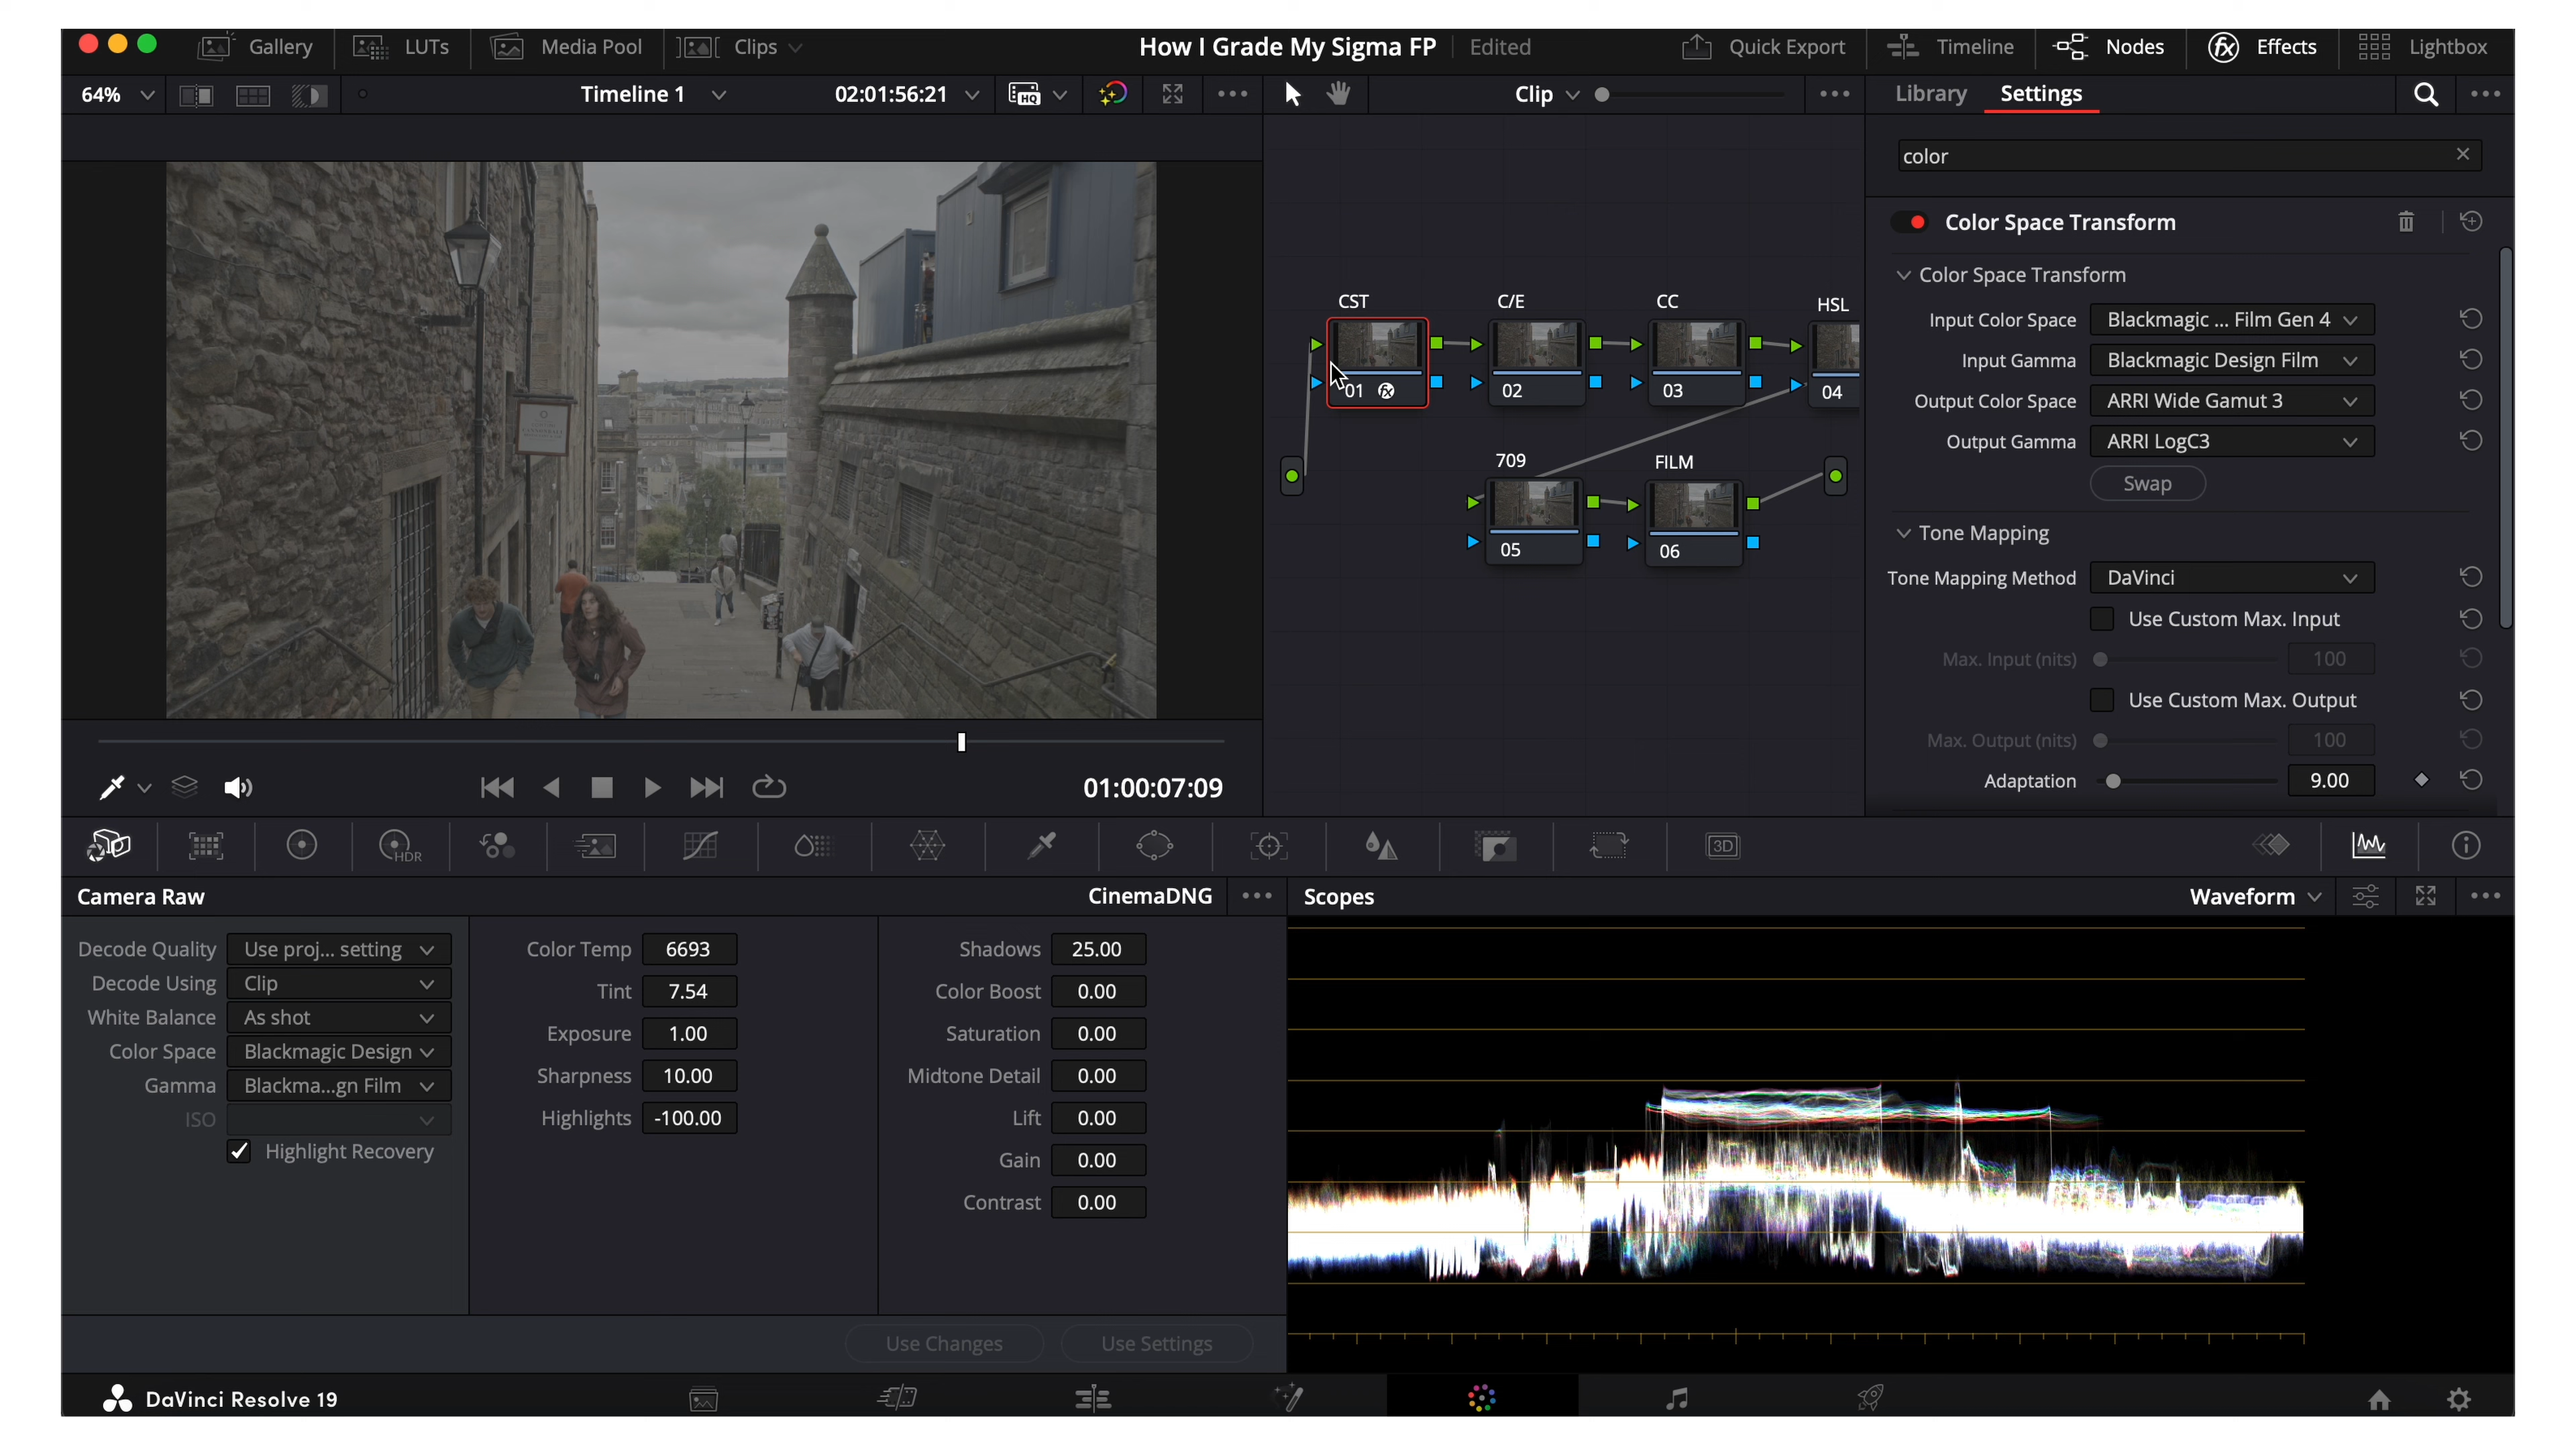 Gallery LUTs Media Pool Clips How I Grade My Sigma FP Edited Quick Export Timeline Nodes Effects Lightbox
64% Timeline 1 02:01:56:21 HQ Clip Library Settings
color
Color Space Transform
Color Space Transform
Input Color Space Blackmagic ... Film Gen 4
Input Gamma Blackmagic Design Film
Output Color Space ARRI Wide Gamut 3
Output Gamma ARRI LogC3
Swap
Tone Mapping
Tone Mapping Method DaVinci
Use Custom Max. Input
Max. Input (nits) 100
Use Custom Max. Output
Max. Output (nits) 100
Adaptation 9.00
CST C/E CC HSL
01 02 03 04
709 FILM
05 06
01:00:07:09
HDR 3D
Camera Raw CinemaDNG
Decode Quality Use proj... setting
Decode Using Clip
White Balance As shot
Color Space Blackmagic Design
Gamma Blackma...gn Film
ISO
Highlight Recovery
Color Temp 6693
Tint 7.54
Exposure 1.00
Sharpness 10.00
Highlights -100.00
Shadows 25.00
Color Boost 0.00
Saturation 0.00
Midtone Detail 0.00
Lift 0.00
Gain 0.00
Contrast 0.00
Use Changes Use Settings
Scopes Waveform
DaVinci Resolve 19